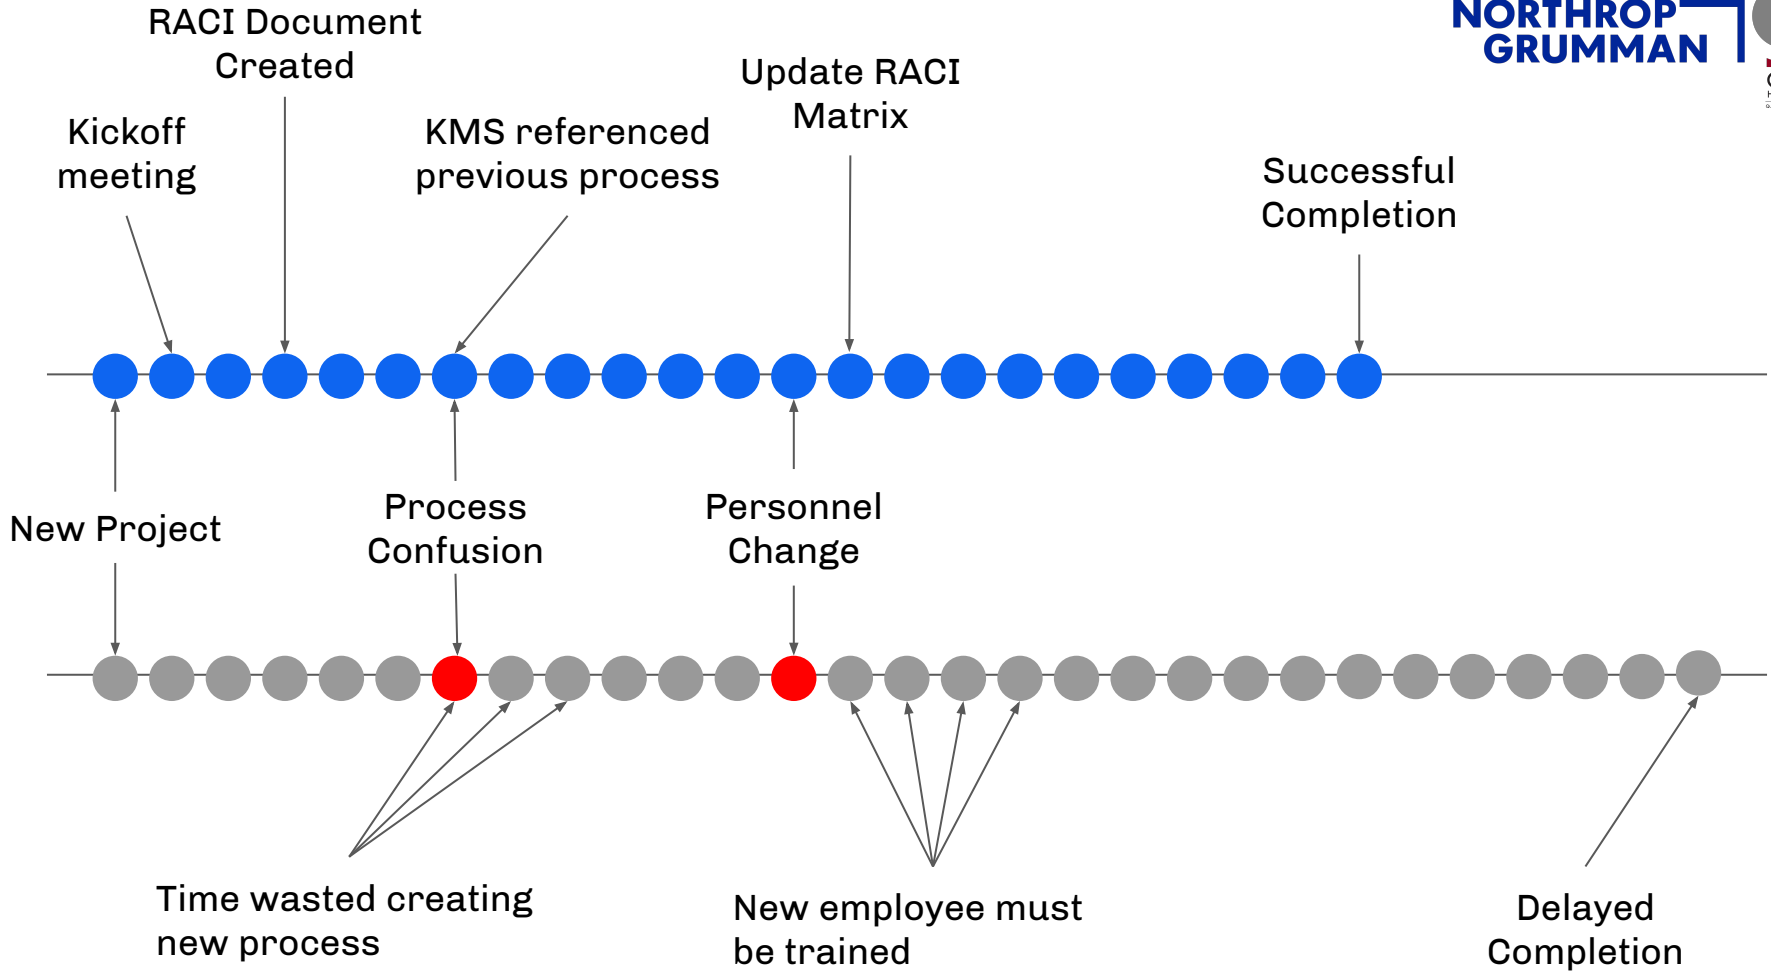 RACI Document
Created
NORTHROP
GRUMMAN
Update RACI
Matrix
Kickoff
meeting
KMS referenced
previous process
Successful
Completion
New Project
Process
Confusion
Personnel
Change
Time wasted creating
new process
New employee must
be trained
Delayed
Completion